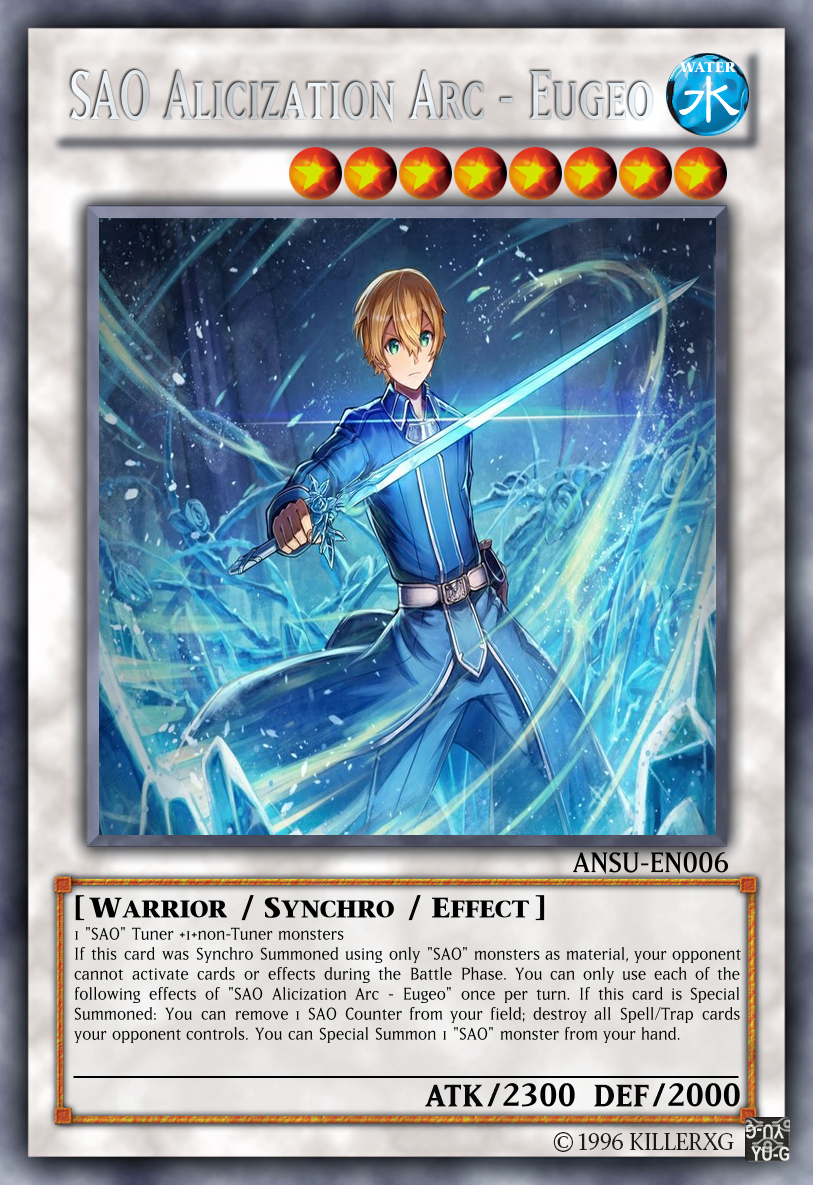 SAO Alicization Arc - Eugeo
WATER
水
ANSU-EN006
[ Warrior / Synchro / Effect ]
1 "SAO" Tuner +1+non-Tuner monsters
If this card was Synchro Summoned using only "SAO" monsters as material, your opponent
cannot activate cards or effects during the Battle Phase. You can only use each of the
following effects of "SAO Alicization Arc - Eugeo" once per turn. If this card is Special
Summoned: You can remove 1 SAO Counter from your field; destroy all Spell/Trap cards
your opponent controls. You can Special Summon 1 "SAO" monster from your hand.
ATK/2300 DEF/2000
© 1996 KILLERXG
YU-G
YU-G